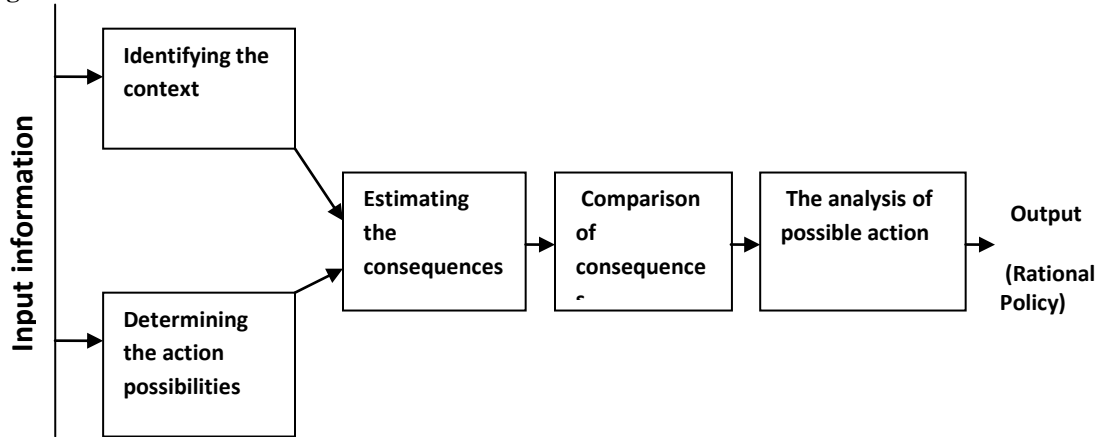 Input information
Identifying the
context
Determining
the action
possibilities
Estimating
the
consequences
Comparison
of
consequence
The analysis of
possible action
Output
(Rational
Policy)